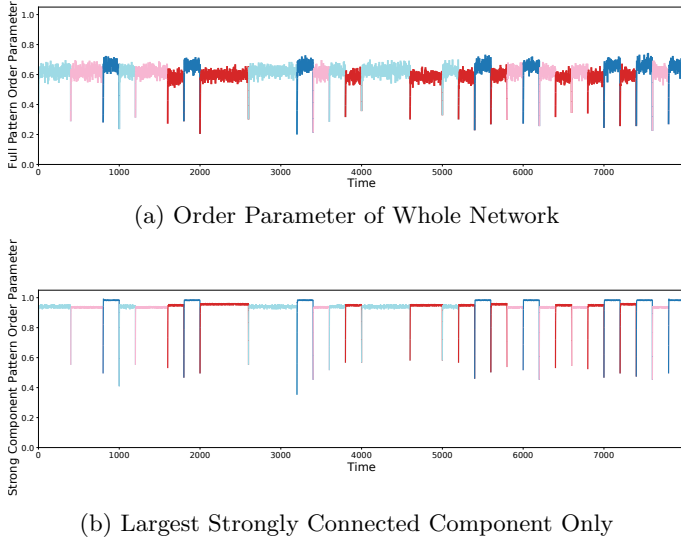 Full Pattern Order Parameter
1.0
0.8
0.6
0.4
0.2
0.0
0 1000 2000 3000 4000 5000 6000 7000
Time
(a) Order Parameter of Whole Network
Strong Component Pattern Order Parameter
1.0
0.8
0.6
0.4
0.2
0.0
0 1000 2000 3000 4000 5000 6000 7000
Time
(b) Largest Strongly Connected Component Only